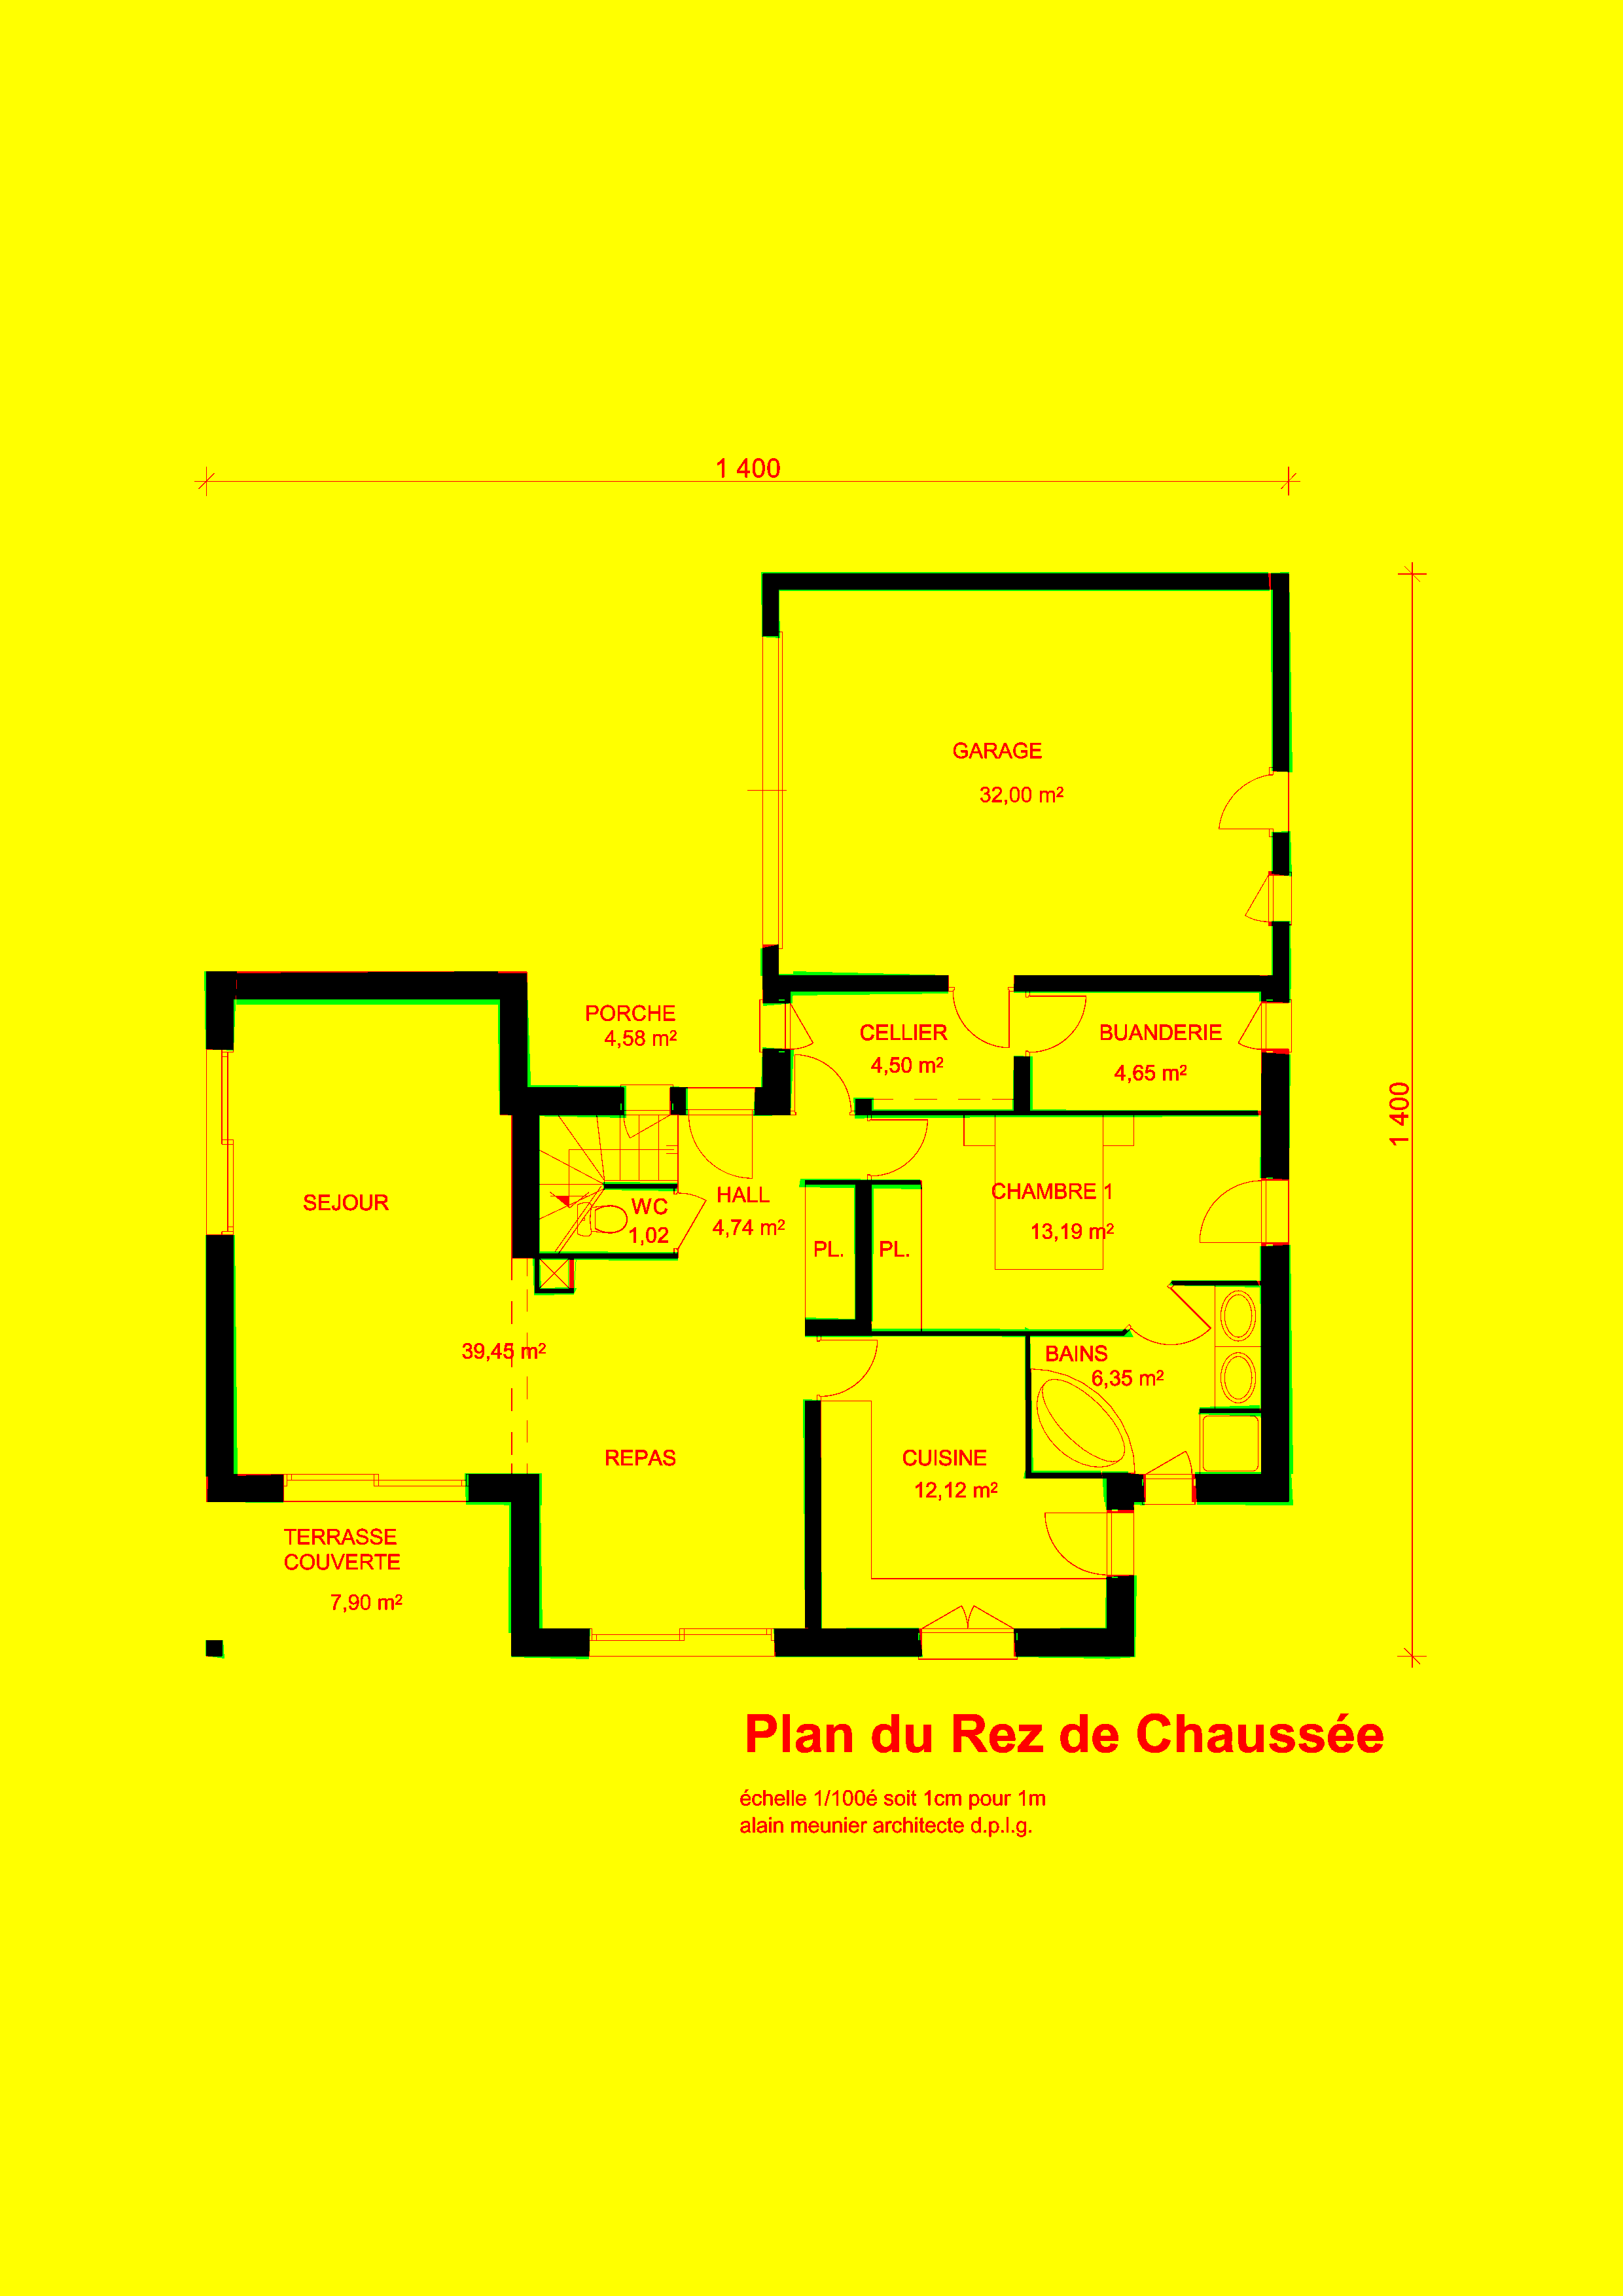 1 400
GARAGE
32,00 m²
PORCHE
4,58 m²
CELLIER
4,50 m²
BUANDERIE
4,65 m²
1 400
SEJOUR
WC
1,02
HALL
4,74 m²
CHAMBRE 1
13,19 m²
PL.
PL.
39,45 m²
BAINS
6,35 m²
REPAS
CUISINE
12,12 m²
TERRASSE
COUVERTE
7,90 m²
Plan du Rez de Chaussée
échelle 1/100é soit 1cm pour 1m
alain meunier architecte d.p.l.g.